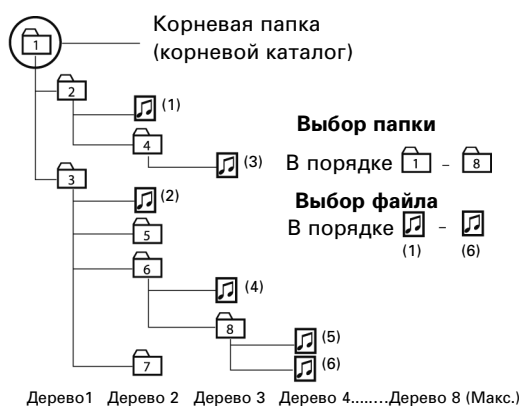 Корневая папка
1
(корневой каталог)
2
(1)
Выбор папки
4
(3)
В порядке 1 – 8
3
(2)
Выбор файла
В порядке –
5
(1) (6)
6
(4)
8
(5)
7
(6)
Дерево1 Дерево 2 Дерево 3 Дерево 4.........Дерево 8 (Макс.)